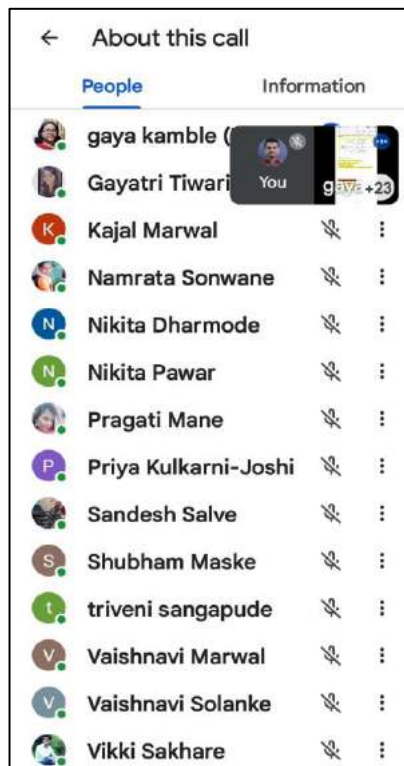 About this call
People Information
gaya kamble (
Gayatri Tiwari
You gaya +23
K Kajal Marwal
Namrata Sonwane
N Nikita Dharmode
N Nikita Pawar
Pragati Mane
P Priya Kulkarni-Joshi
Sandesh Salve
S Shubham Maske
t triveni sangapude
V Vaishnavi Marwal
V Vaishnavi Solanke
Vikki Sakhare